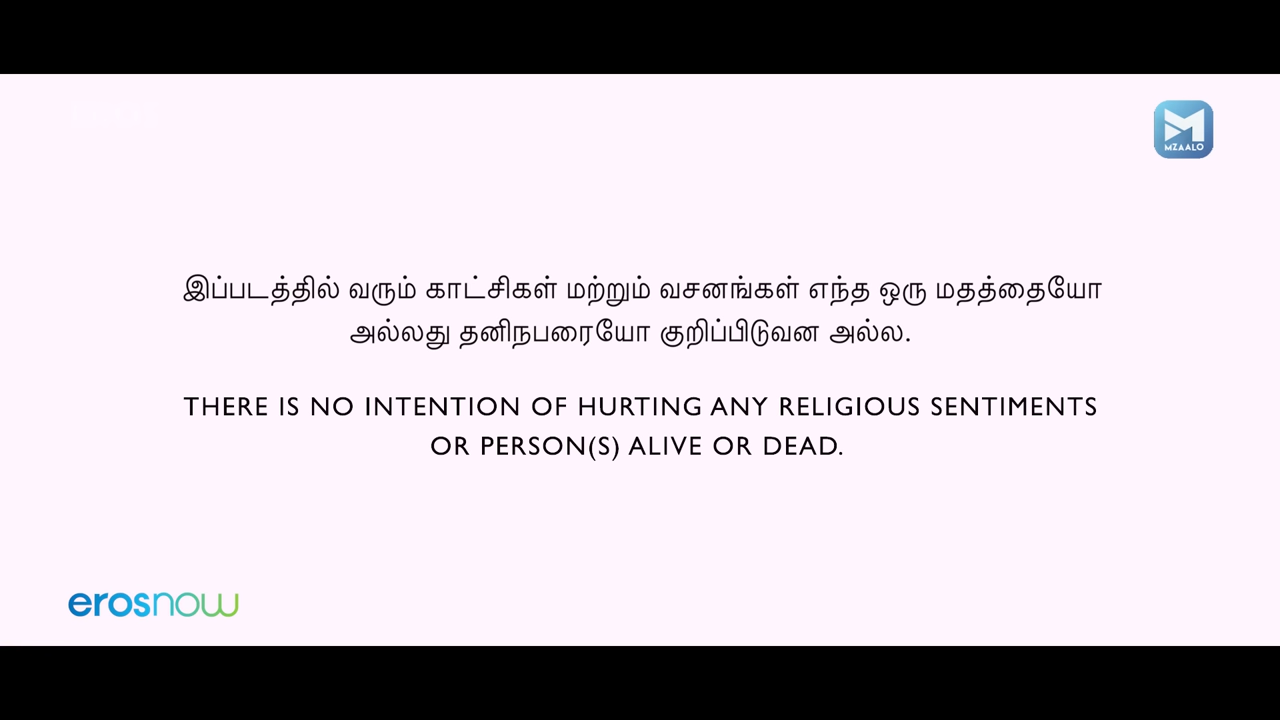 MZAALO
இப்படத்தில் வரும் காட்சிகள் மற்றும் வசனங்கள் எந்த ஒரு மதத்தையோ
அல்லது தனிநபரையோ குறிப்பிடுவன அல்ல.
THERE IS NO INTENTION OF HURTING ANY RELIGIOUS SENTIMENTS
OR PERSON(S) ALIVE OR DEAD.
erosnow